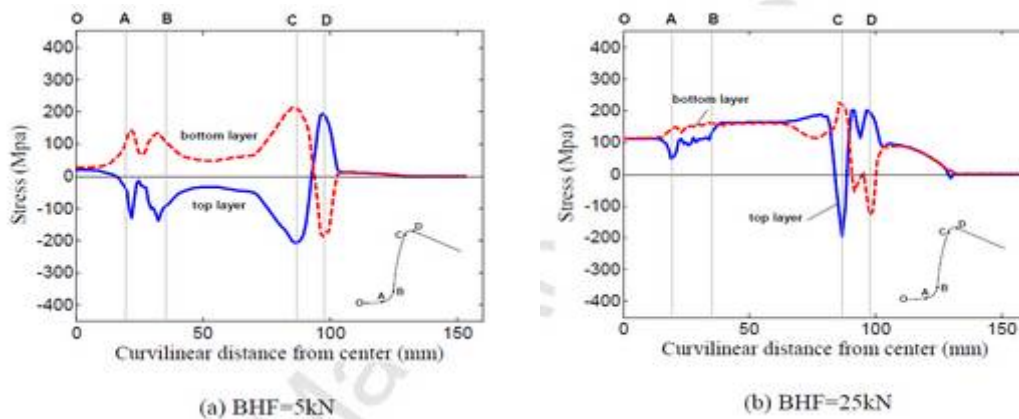 O A B C D
400
300
200
100
0
-100
-200
-300
-400
Stress (Mpa)
bottom layer
top layer
C D
O A B
0 50 100 150
Curvilinear distance from center (mm)
(a) BHF=5kN
O A B C D
400
300
200
100
0
-100
-200
-300
-400
Stress (Mpa)
bottom layer
top layer
C D
O A B
0 50 100 150
Curvilinear distance from center (mm)
(b) BHF=25kN